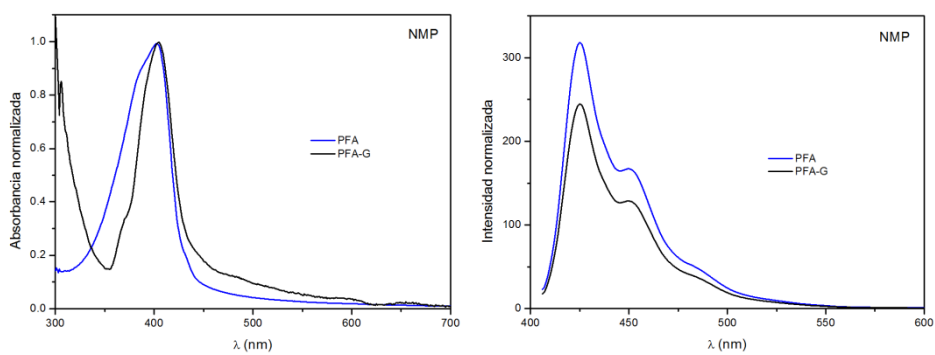 NMP
Absorbancia normalizada
1.0
0.8
0.6
0.4
0.2
0.0
PFA
PFA-G
300
400
500
600
700
λ (nm)
NMP
Intensidad normalizada
300
200
100
PFA
PFA-G
400
450
500
550
600
λ (nm)